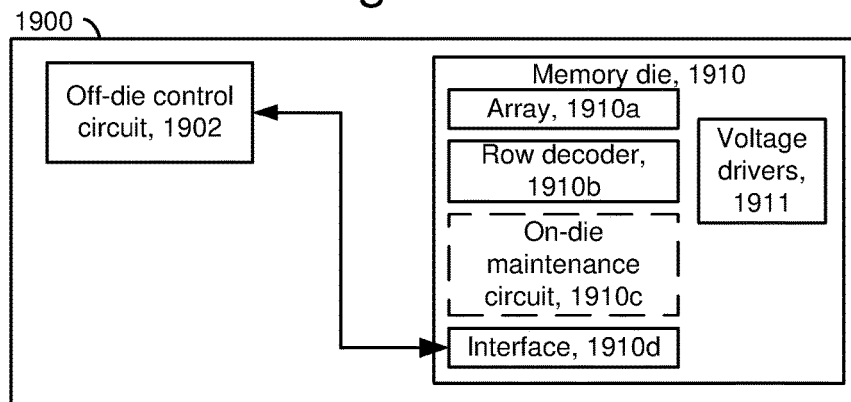 1900
Off-die control
circuit, 1902
Memory die, 1910
Array, 1910a
Row decoder,
1910b
On-die
maintenance
circuit, 1910c
Interface, 1910d
Voltage
drivers,
1911